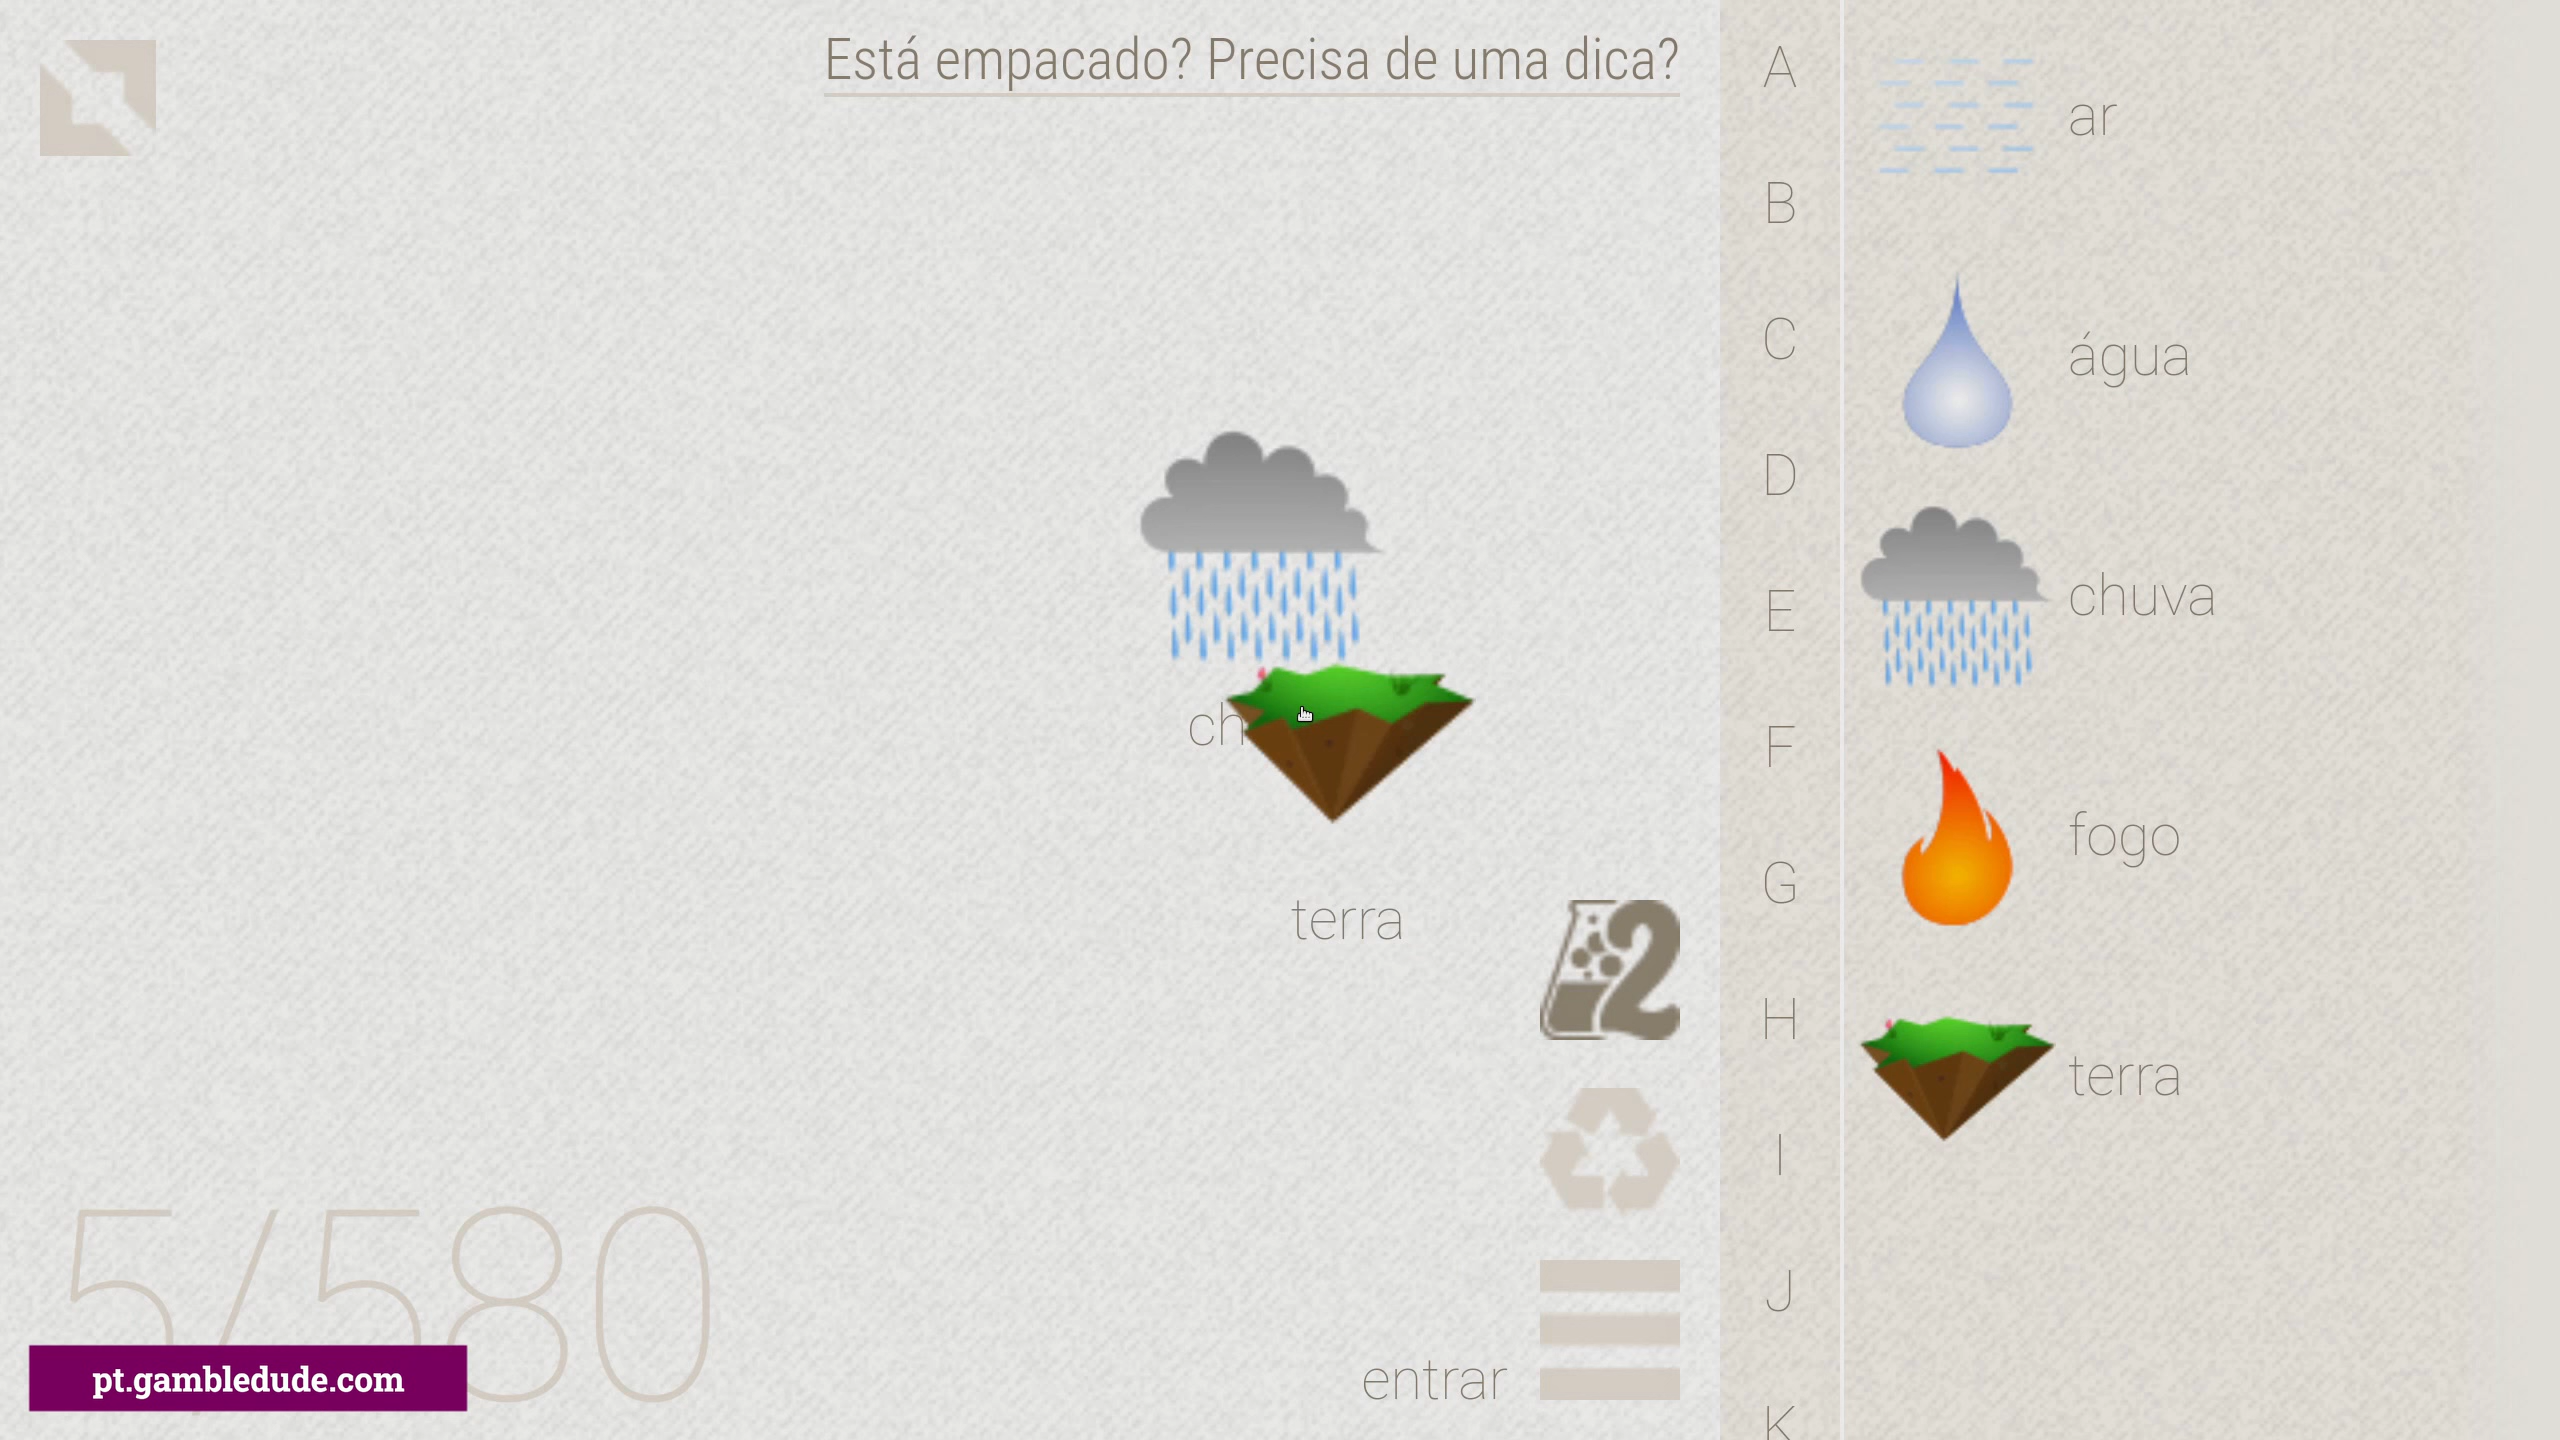 Está empacado? Precisa de uma dica?
A
B
C
D
E
F
G
H
I
J
K
ar
água
chuva
fogo
terra
ch
terra
2
5/580
entrar
pt.gambledude.com